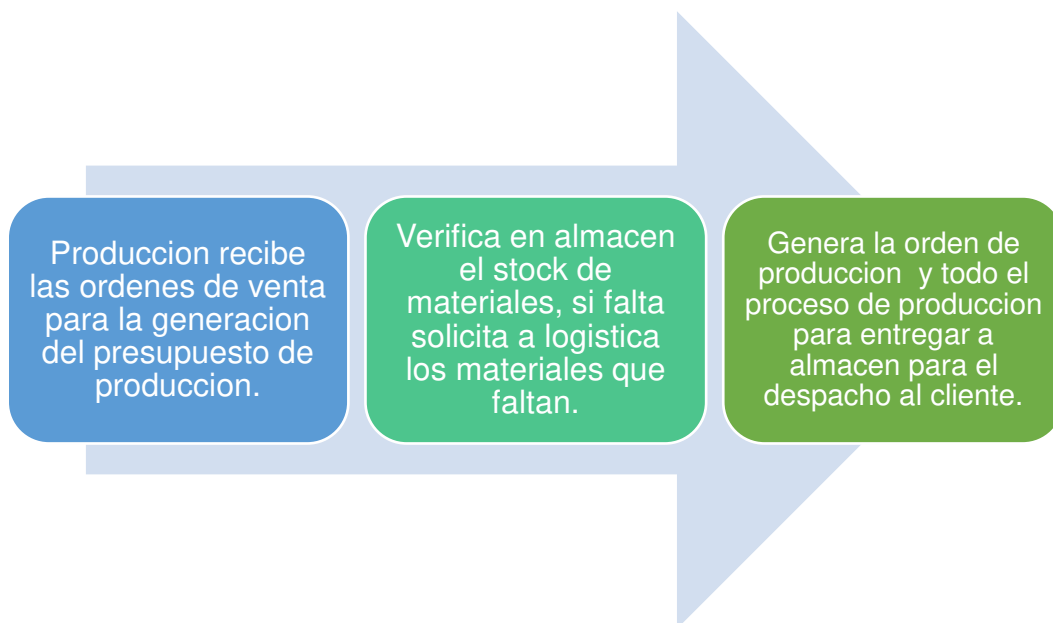 Produccion recibe
las ordenes de venta
para la generacion
del presupuesto de
produccion.
Verifica en almacen
el stock de
materiales, si falta
solicita a logistica
los materiales que
faltan.
Genera la orden de
produccion y todo el
proceso de produccion
para entregar a
almacen para el
despacho al cliente.